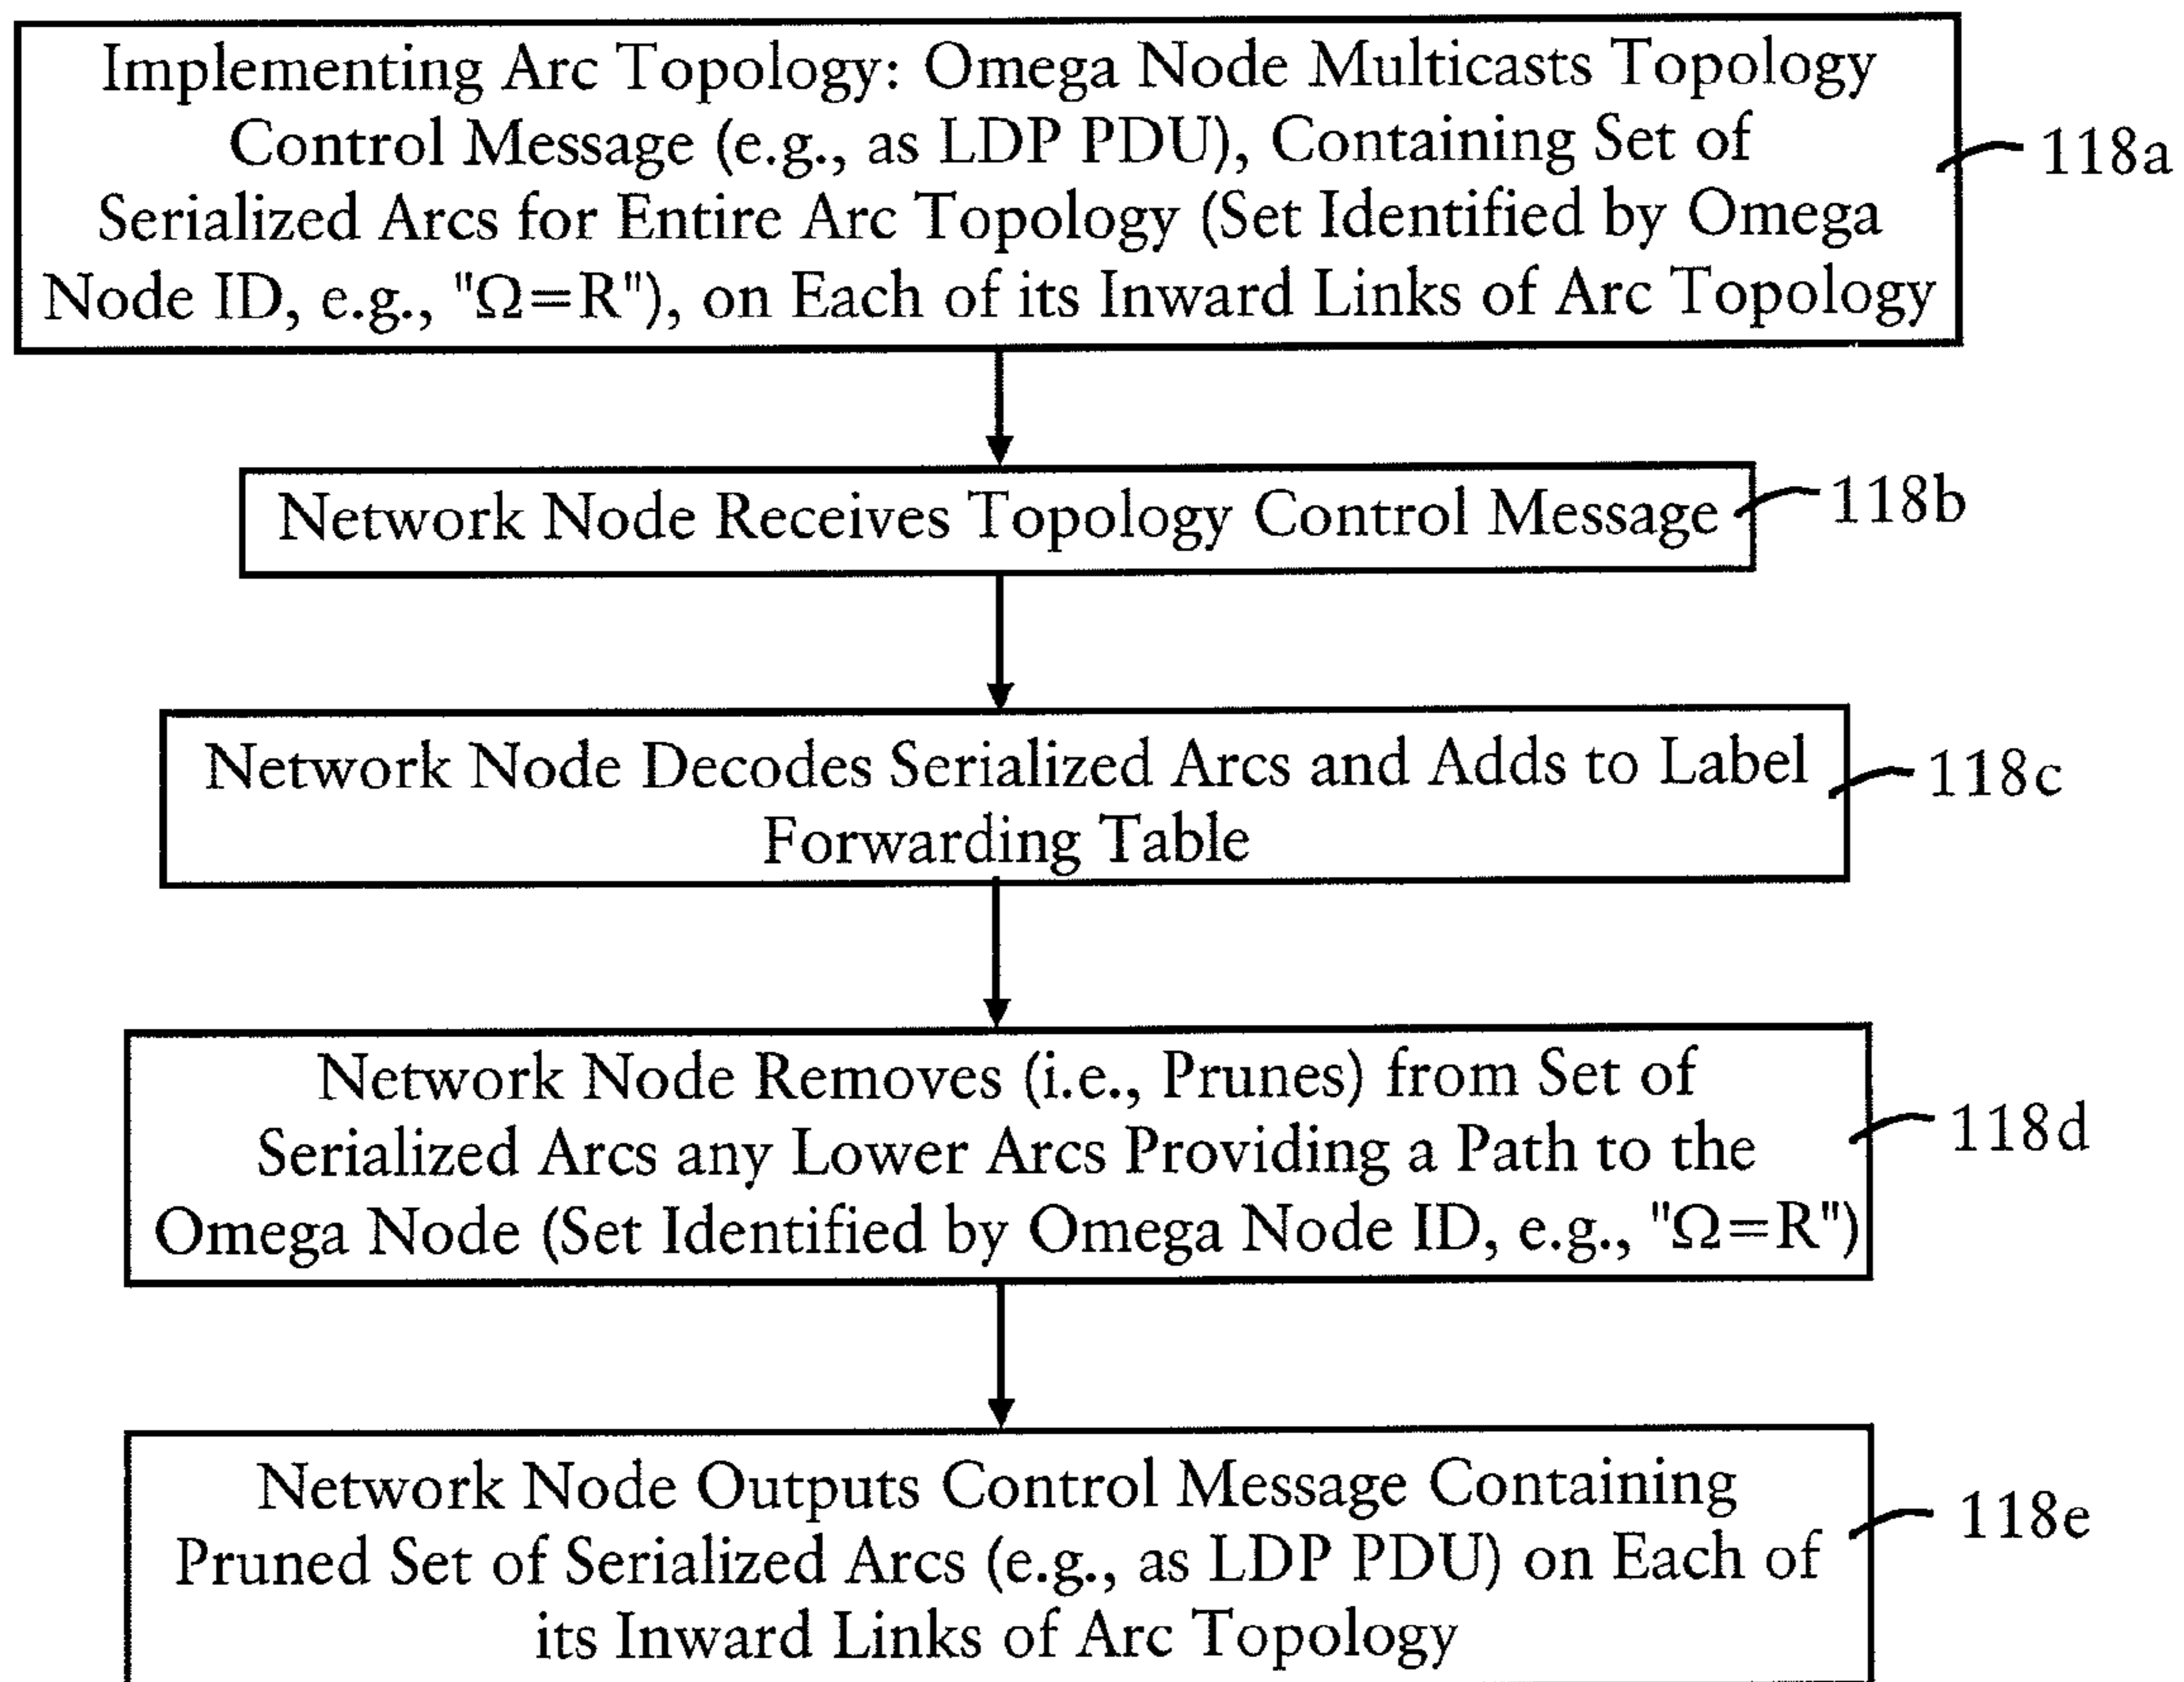 Implementing Arc Topology: Omega Node Multicasts Topology
Control Message (e.g., as LDP PDU), Containing Set of
Serialized Arcs for Entire Arc Topology (Set Identified by Omega
Node ID, e.g., "Ω=R"), on Each of its Inward Links of Arc Topology
118a
Network Node Receives Topology Control Message
118b
Network Node Decodes Serialized Arcs and Adds to Label
Forwarding Table
118c
Network Node Removes (i.e., Prunes) from Set of
Serialized Arcs any Lower Arcs Providing a Path to the
Omega Node (Set Identified by Omega Node ID, e.g., "Ω=R")
118d
Network Node Outputs Control Message Containing
Pruned Set of Serialized Arcs (e.g., as LDP PDU) on Each of
its Inward Links of Arc Topology
118e